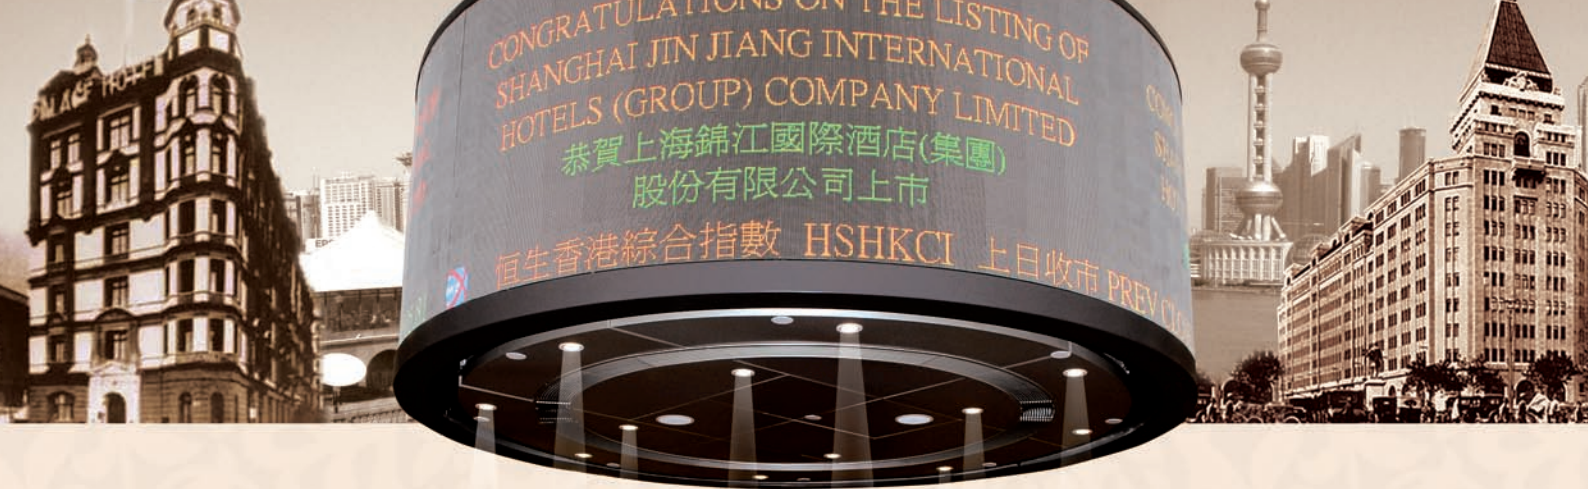 CONGRATULATIONS ON THE LISTING OF
SHANGHAI JIN JIANG INTERNATIONAL
HOTELS (GROUP) COMPANY LIMITED
恭賀上海錦江國際酒店(集團)
股份有限公司上市
恒生香港綜合指數 HSHKCI 上日收市 PREV
PALACE HOTEL